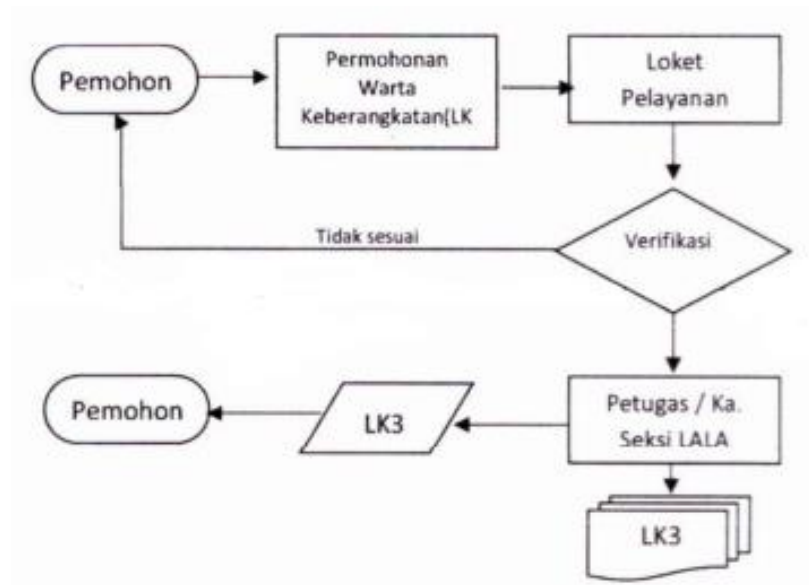 Pemohon
Permohonan
Warta
Keberangkatan(LK
Loket
Pelayanan
Tidak sesuai
Verifikasi
Pemohon
LK3
Petugas / Ka.
Seksi LALA
LK3